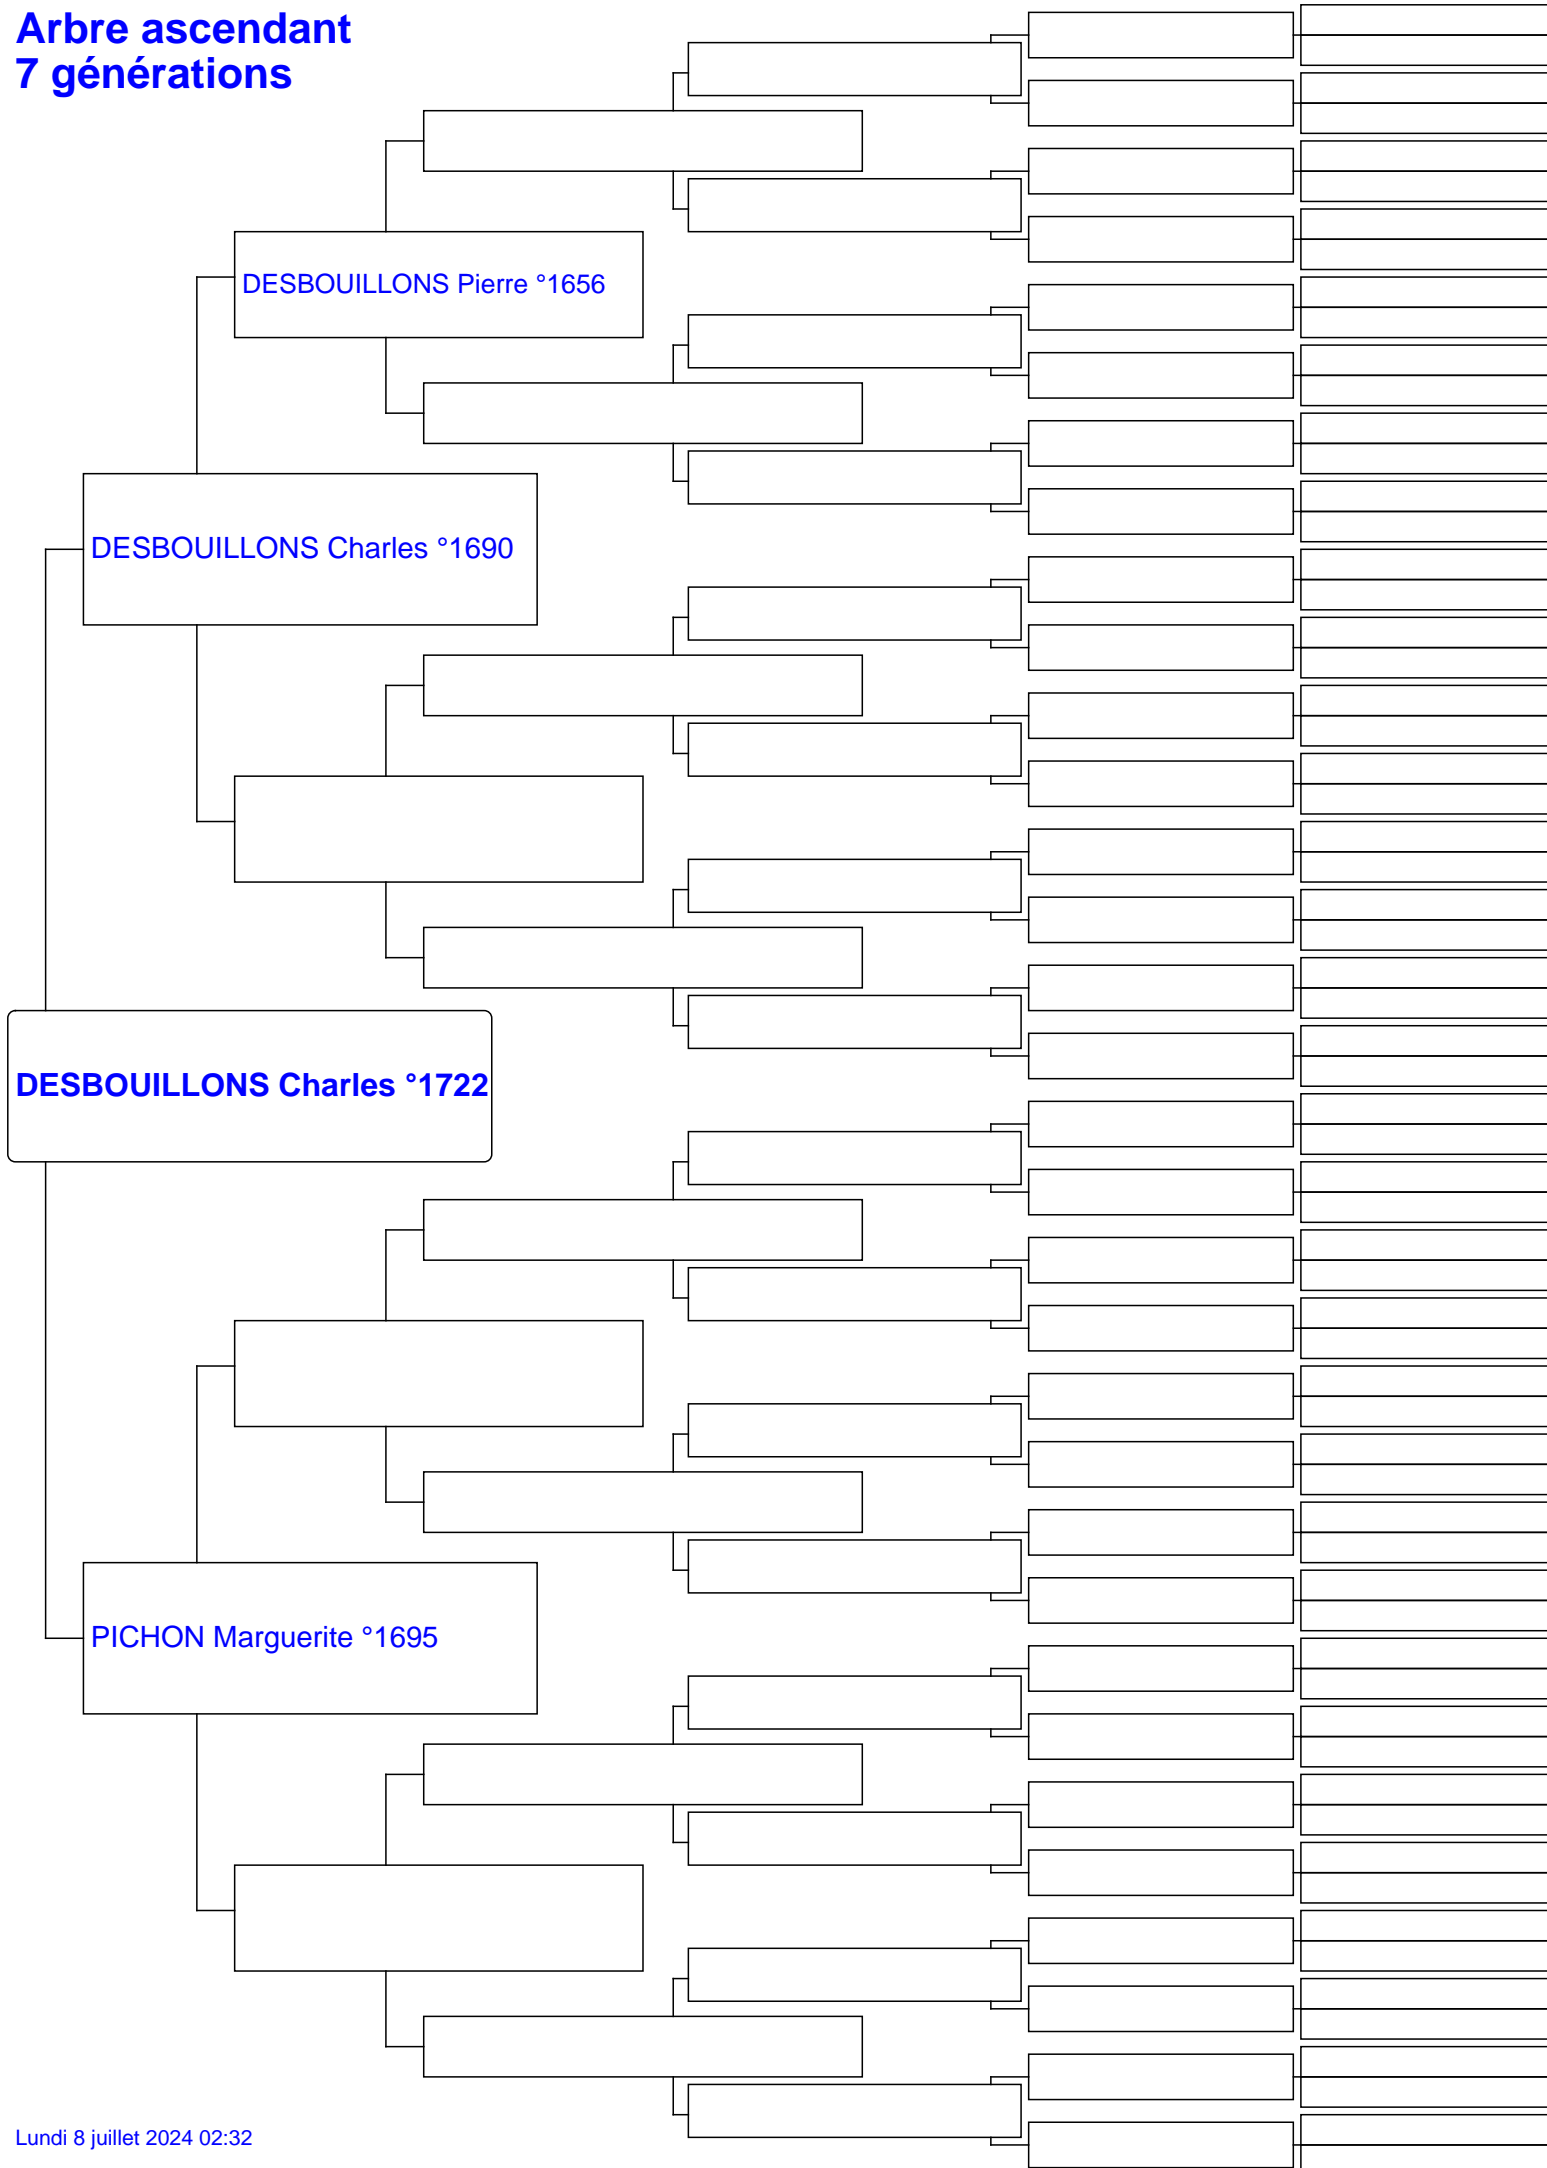 Arbre ascendant
7 générations
DESBOUILLONS Pierre °1656
DESBOUILLONS Charles °1690
DESBOUILLONS Charles °1722
PICHON Marguerite °1695
Lundi 8 juillet 2024 02:32